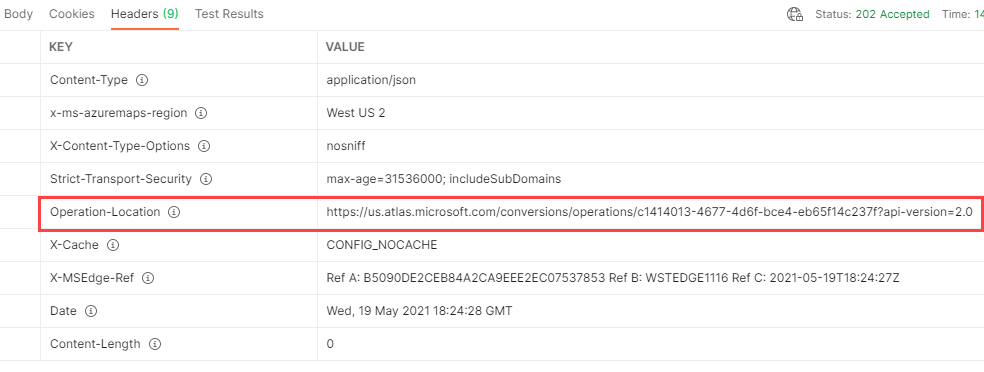 Body Cookies Headers (9) Test Results Status: 202 Accepted Time: 14
KEY VALUE
Content-Type application/json
x-ms-azuremaps-region West US 2
X-Content-Type-Options nosniff
Strict-Transport-Security max-age=31536000; includeSubDomains
Operation-Location https://us.atlas.microsoft.com/conversions/operations/c1414013-4677-4d6f-bce4-eb65f14c237f?api-version=2.0
X-Cache CONFIG_NOCACHE
X-MSEdge-Ref Ref A: B5090DE2CEB84A2CA9EEE2EC07537853 Ref B: WSTEDGE1116 Ref C: 2021-05-19T18:24:27Z
Date Wed, 19 May 2021 18:24:28 GMT
Content-Length 0